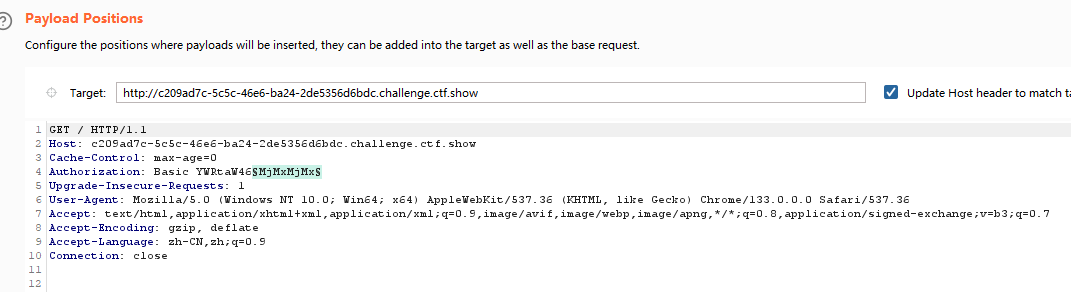 ?
Payload Positions
Configure the positions where payloads will be inserted, they can be added into the target as well as the base request.
Target: http://c209ad7c-5c5c-46e6-ba24-2de5356d6bdc.challenge.ctf.show
Update Host header to match ta
1 GET / HTTP/1.1
2 Host: c209ad7c-5c5c-46e6-ba24-2de5356d6bdc.challenge.ctf.show
3 Cache-Control: max-age=0
4 Authorization: Basic YWRtaW46§MjMxMjMx§
5 Upgrade-Insecure-Requests: 1
6 User-Agent: Mozilla/5.0 (Windows NT 10.0; Win64; x64) AppleWebKit/537.36 (KHTML, like Gecko) Chrome/133.0.0.0 Safari/537.36
7 Accept: text/html,application/xhtml+xml,application/xml;q=0.9,image/avif,image/webp,image/apng,*/*;q=0.8,application/signed-exchange;v=b3;q=0.7
8 Accept-Encoding: gzip, deflate
9 Accept-Language: zh-CN,zh;q=0.9
10 Connection: close
11
12